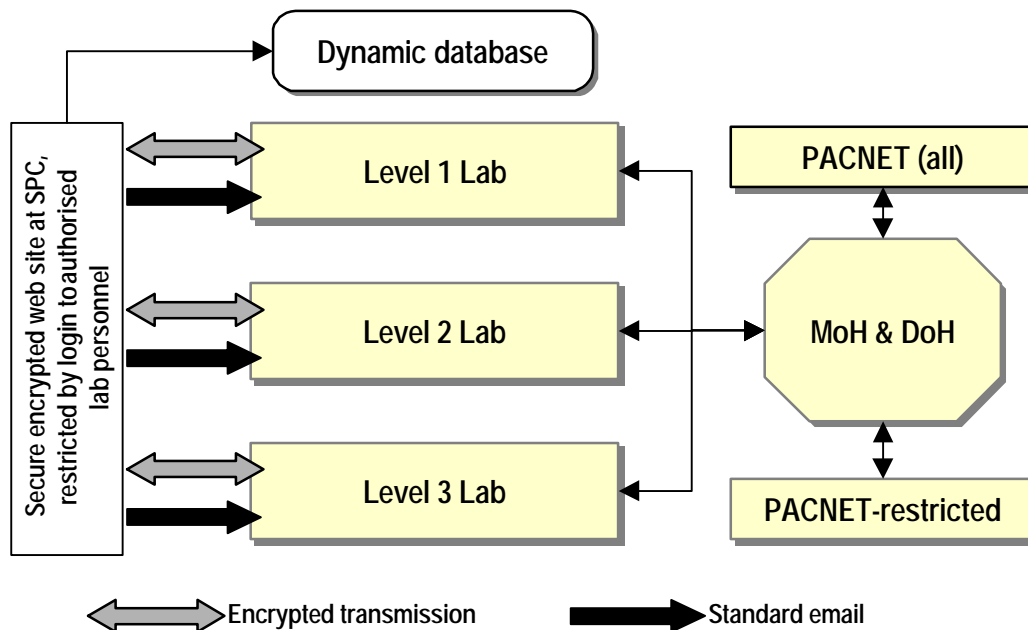 Dynamic database
Secure encrypted web site at SPC,
restricted by login to authorised
lab personnel
Level 1 Lab
Level 2 Lab
Level 3 Lab
PACNET (all)
MoH & DoH
PACNET-restricted
Encrypted transmission
Standard email